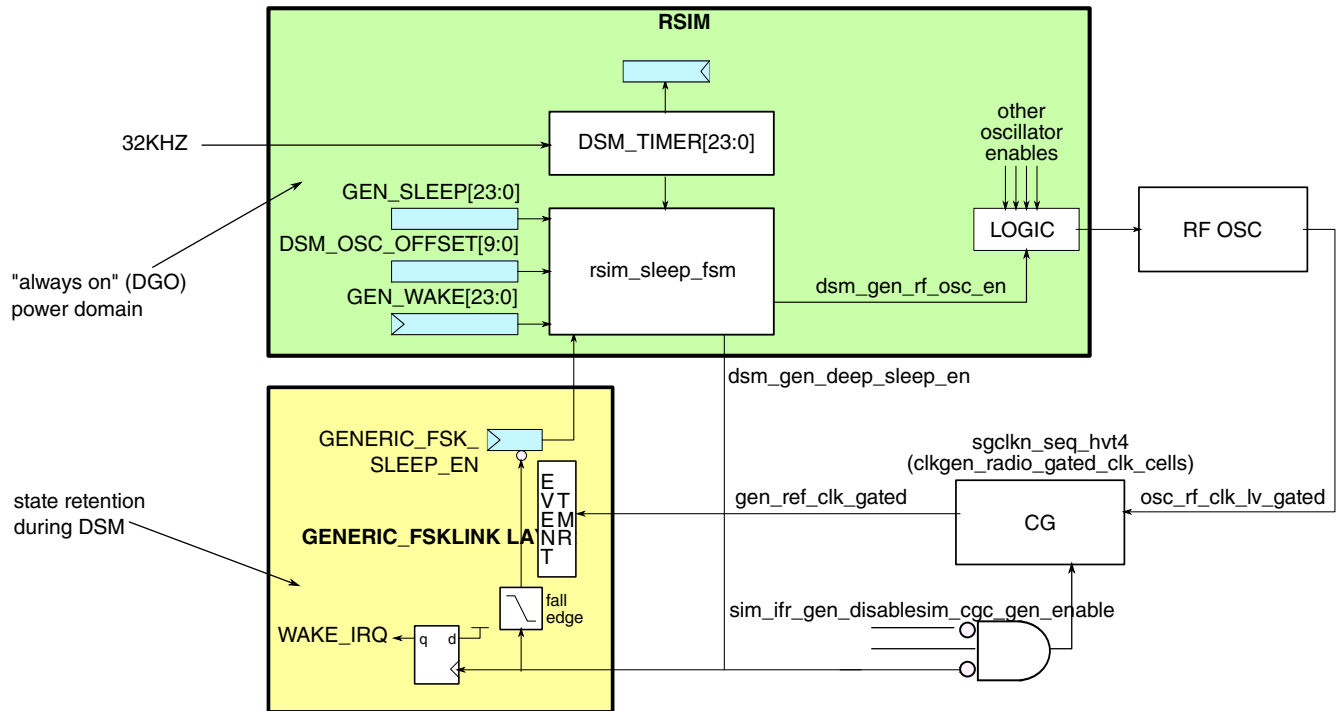 RSIM
32KHZ
DSM_TIMER[23:0]
other
oscillator
enables
GEN_SLEEP[23:0]
DSM_OSC_OFFSET[9:0]
GEN_WAKE[23:0]
rsim_sleep_fsm
LOGIC
RF OSC
"always on" (DGO)
power domain
dsm_gen_rf_osc_en
dsm_gen_deep_sleep_en
GENERIC_FSK_
SLEEP_EN
sgclkn_seq_hvt4
(clkgen_radio_gated_clk_cells)
gen_ref_clk_gated
osc_rf_clk_lv_gated
CG
state retention
during DSM
EVENT
TMR
GENERIC_FSKLINK LA
fall
edge
sim_ifr_gen_disablesim_cgc_gen_enable
WAKE_IRQ
q d